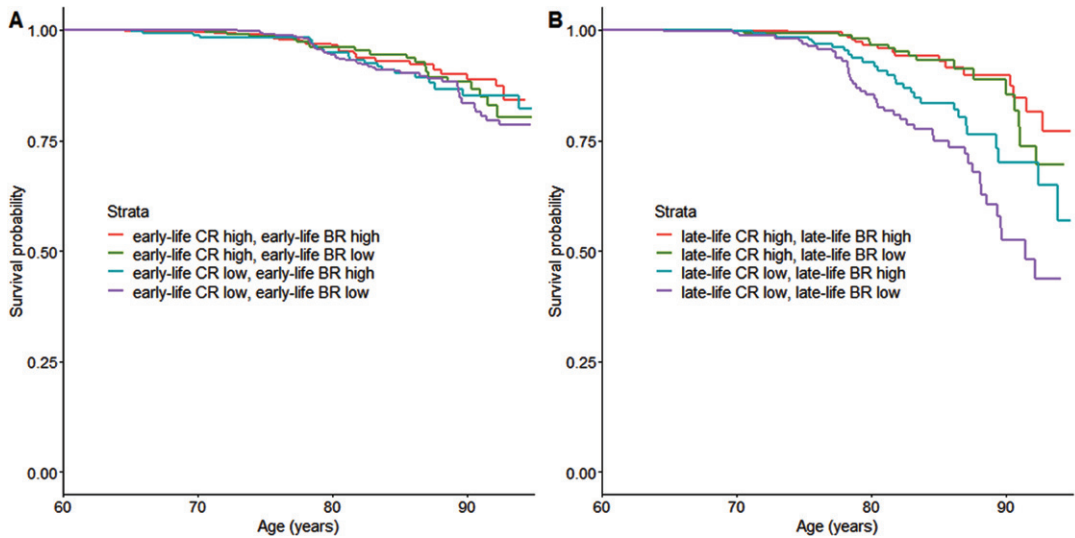 A
1.00
0.75
0.50
0.25
0.00
Survival probability
Strata
early-life CR high, early-life BR high
early-life CR high, early-life BR low
early-life CR low, early-life BR high
early-life CR low, early-life BR low
60 70 80 90
Age (years)
B
1.00
0.75
0.50
0.25
0.00
Survival probability
Strata
late-life CR high, late-life BR high
late-life CR high, late-life BR low
late-life CR low, late-life BR high
late-life CR low, late-life BR low
60 70 80 90
Age (years)